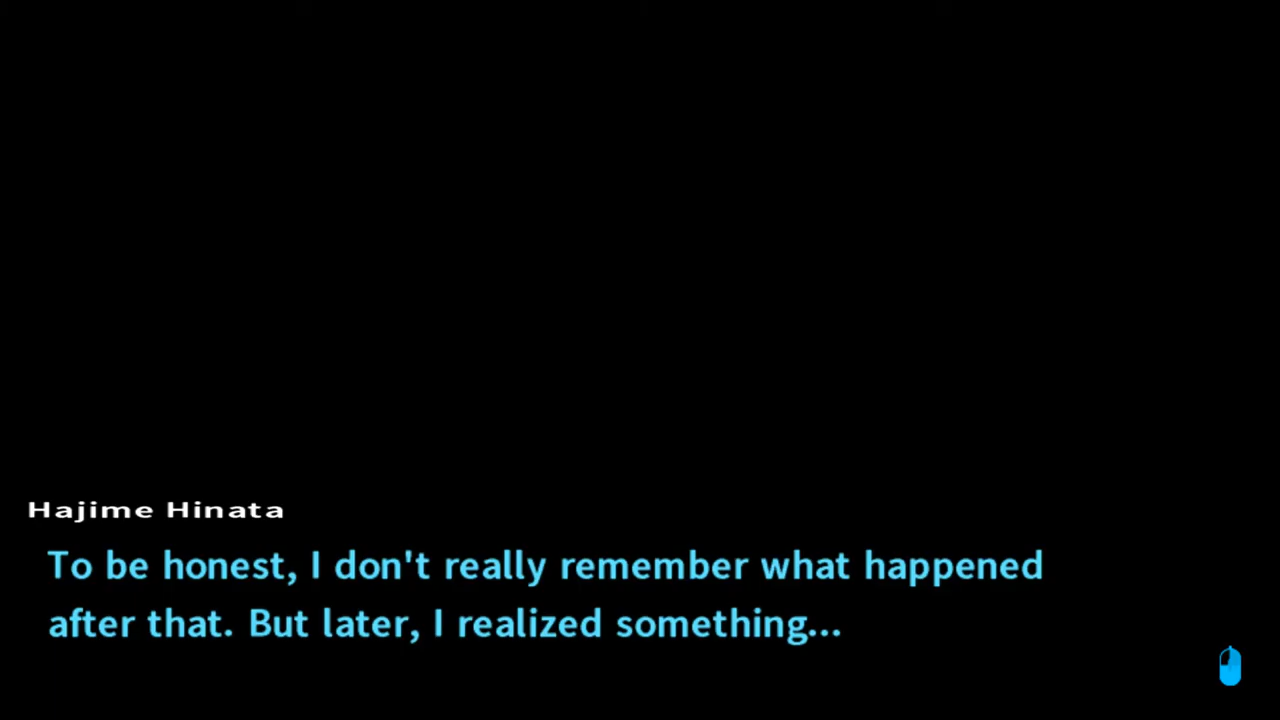 Hajime Hinata
To be honest, I don't really remember what happened
after that. But later, I realized something...